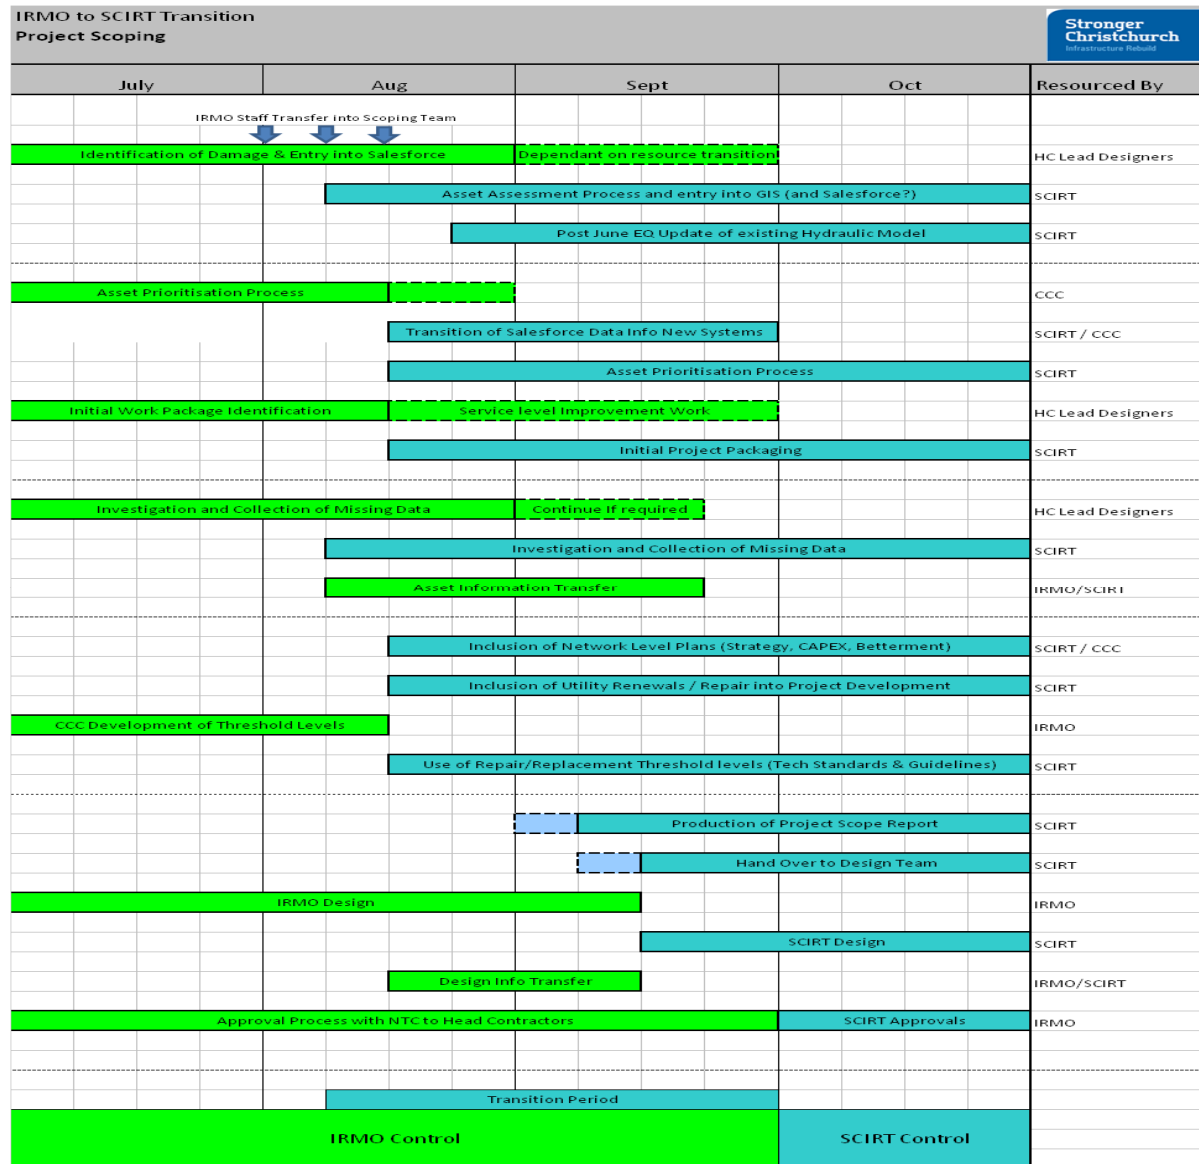 IRMO to SCIRT Transition
Project Scoping
Stronger
Christchurch
Infrastructure Rebuild
July Aug Sept Oct Resourced By
IRMO Staff Transfer into Scoping Team
Identification of Damage & Entry into Salesforce Dependant on resource transition HC Lead Designers
Asset Assessment Process and entry into GIS (and Salesforce?) SCIRT
Post June EQ Update of existing Hydraulic Model SCIRT
Asset Prioritisation Process CCC
Transition of Salesforce Data Info New Systems SCIRT / CCC
Asset Prioritisation Process SCIRT
Initial Work Package Identification Service level Improvement Work HC Lead Designers
Initial Project Packaging SCIRT
Investigation and Collection of Missing Data Continue If required HC Lead Designers
Investigation and Collection of Missing Data SCIRT
Asset Information Transfer IRMO/SCIRT
Inclusion of Network Level Plans (Strategy, CAPEX, Betterment) SCIRT / CCC
Inclusion of Utility Renewals / Repair into Project Development SCIRT
CCC Development of Threshold Levels IRMO
Use of Repair/Replacement Threshold levels (Tech Standards & Guidelines) SCIRT
Production of Project Scope Report SCIRT
Hand Over to Design Team SCIRT
IRMO Design IRMO
SCIRT Design SCIRT
Design Info Transfer IRMO/SCIRT
Approval Process with NTC to Head Contractors SCIRT Approvals IRMO
Transition Period
IRMO Control SCIRT Control